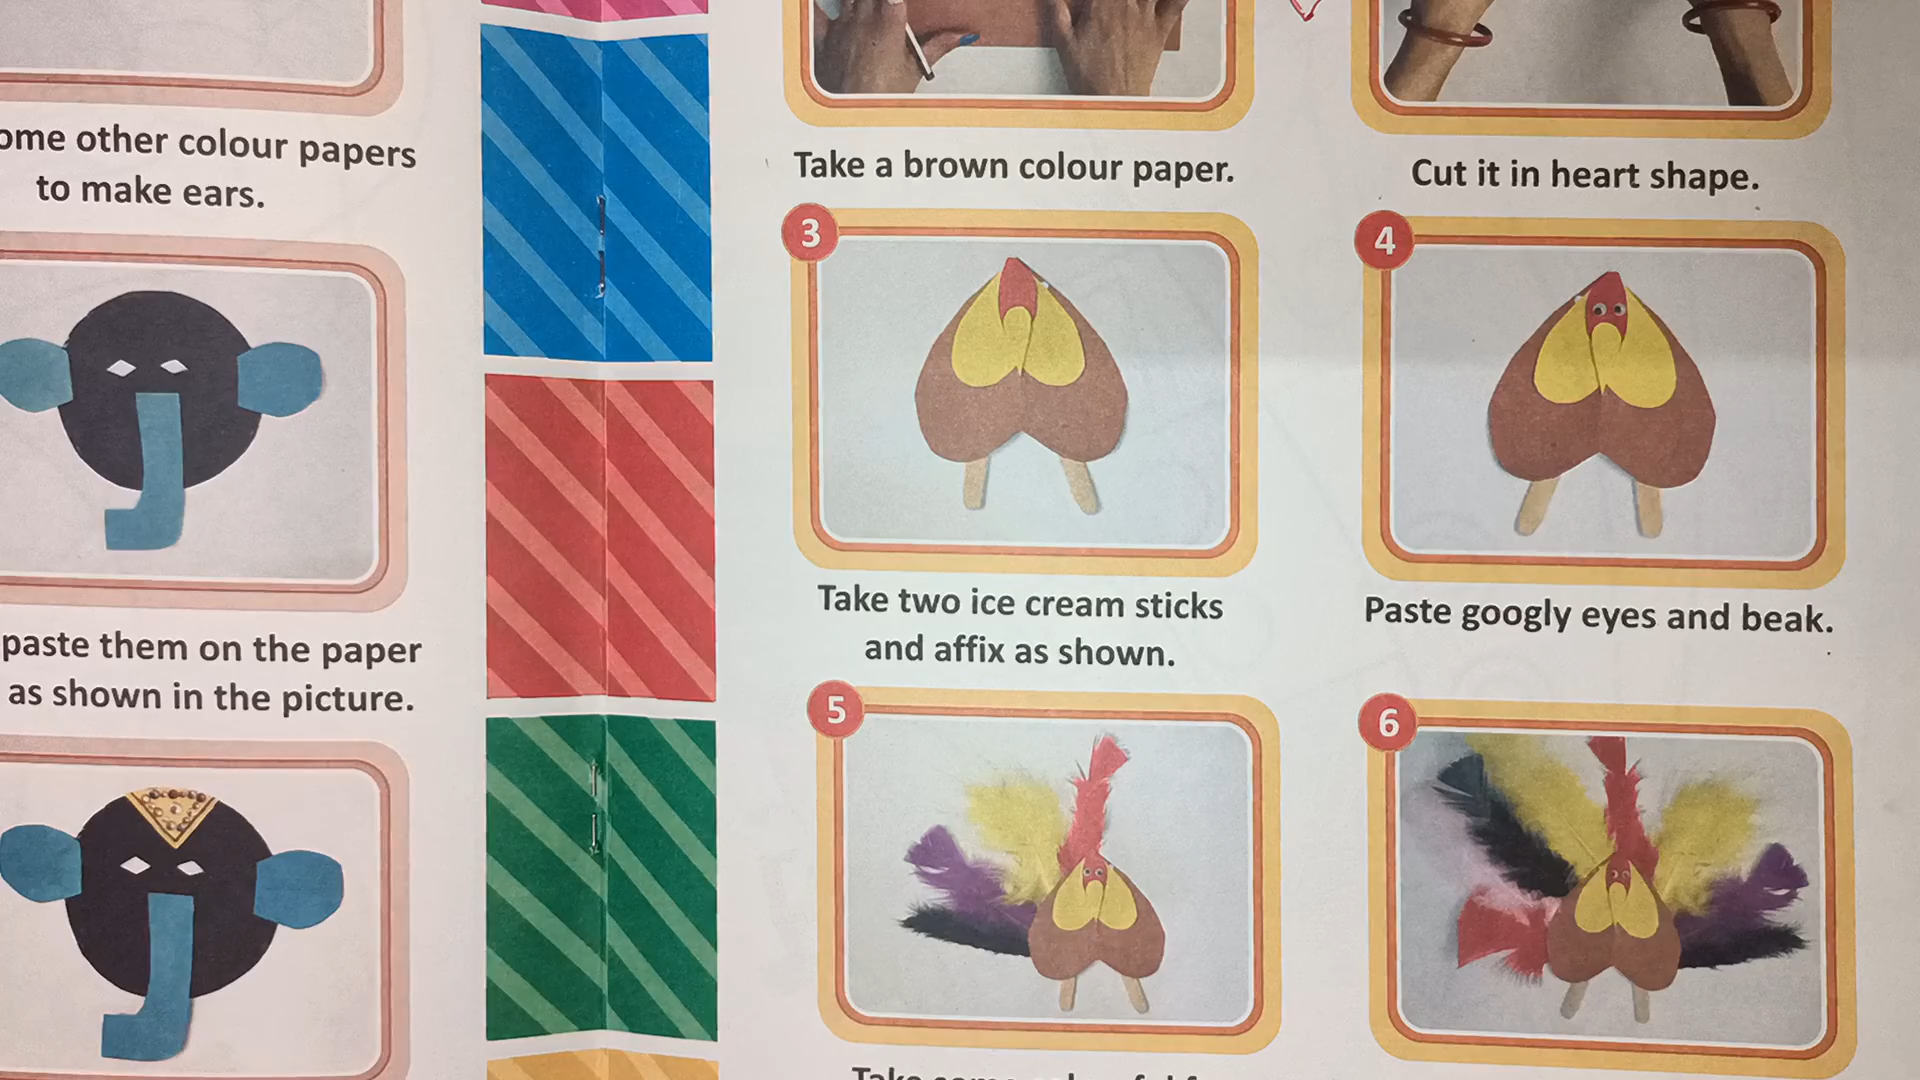 other colour papers
to make ears.
paste them on the paper
as shown in the picture.
Take a brown colour paper.
Cut it in heart shape.
3
4
Take two ice cream sticks
and affix as shown.
Paste googly eyes and beak.
5
6
Take